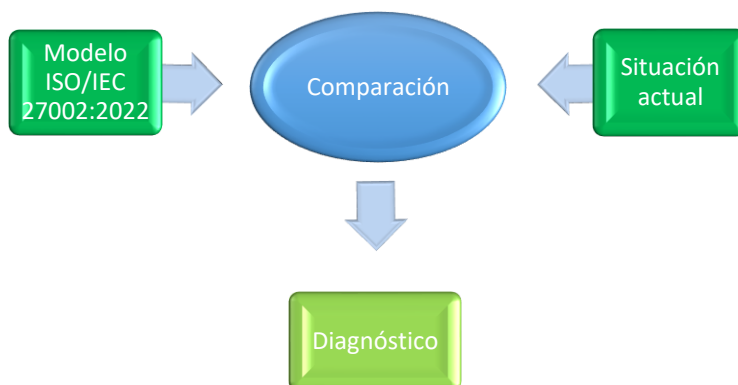 Modelo
ISO/IEC
27002:2022
Comparación
Situación
actual
Diagnóstico